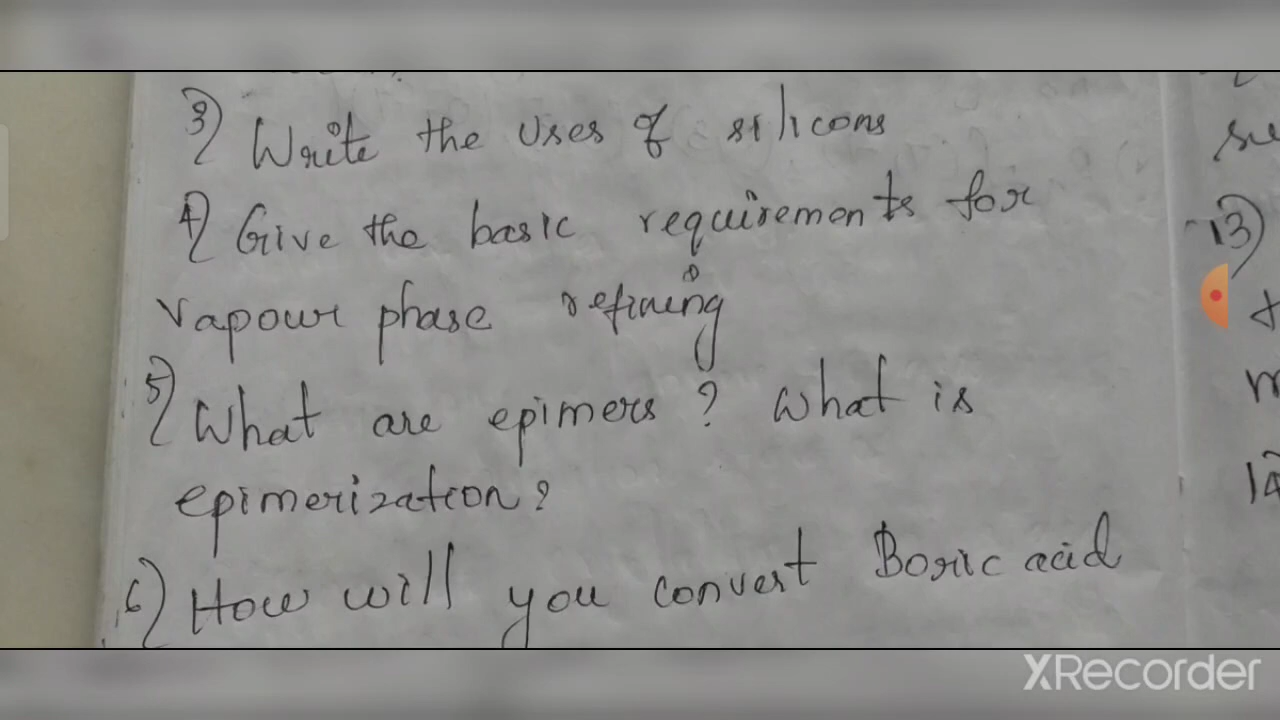 3) Write the uses of silicons
4) Give the basic requirements for
vapour phase refining
5) What are epimers? What is
epimerization?
6) How will you convert Boric acid
13)
m
14
XRecorder